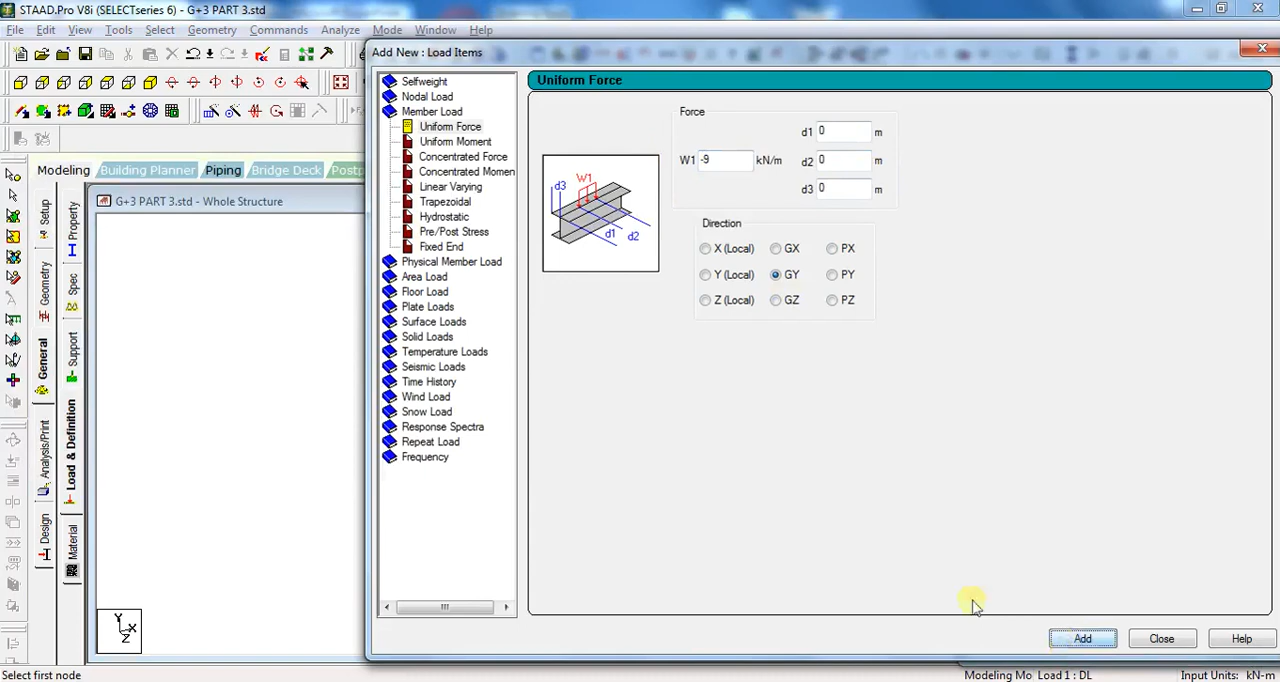 STAAD.Pro V8i (SELECTseries 6) - G+3 PART 3.std
File Edit View Tools Select Geometry Commands Analyze Mode Window Help
Add New : Load Items
Modeling Building Planner Piping Bridge Deck Postp
G+3 PART 3.std - Whole Structure
Setup
Geometry
General
Analysis/Print
Design
Property
Spec
Support
Load & Definition
Material
Selfweight
Nodal Load
Member Load
Uniform Force
Uniform Moment
Concentrated Force
Concentrated Momen
Linear Varying
Trapezoidal
Hydrostatic
Pre/Post Stress
Fixed End
Physical Member Load
Area Load
Floor Load
Plate Loads
Surface Loads
Solid Loads
Temperature Loads
Seismic Loads
Time History
Wind Load
Snow Load
Response Spectra
Repeat Load
Frequency
Uniform Force
W1
d3
d1
d2
Force
W1 -9 kN/m
d1 0 m
d2 0 m
d3 0 m
Direction
X (Local) GX PX
Y (Local) GY PY
Z (Local) GZ PZ
Add Close Help
Y
X
Z
Select first node
Modeling Mo Load 1 : DL Input Units: kN-m